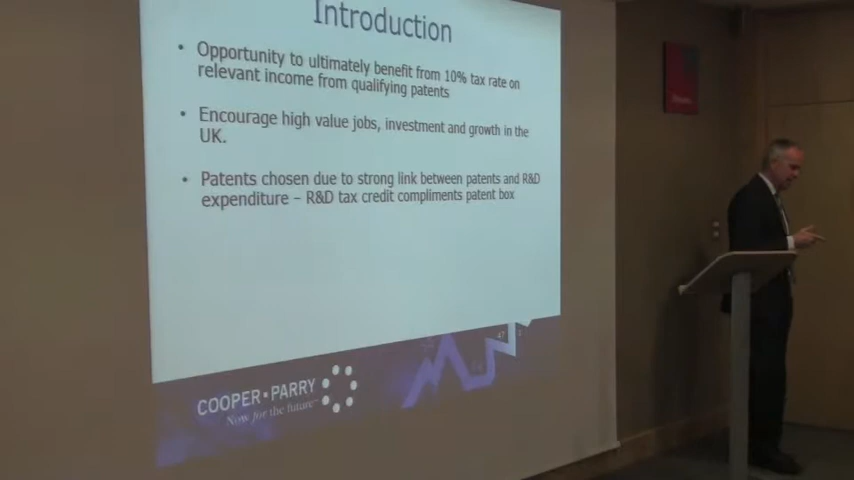 Introduction
• Opportunity to ultimately benefit from 10% tax rate on
relevant income from qualifying patents
• Encourage high value jobs, investment and growth in the
UK.
• Patents chosen due to strong link between patents and R&D
expenditure – R&D tax credit compliments patent box
COOPER•PARRY
Now for the future™